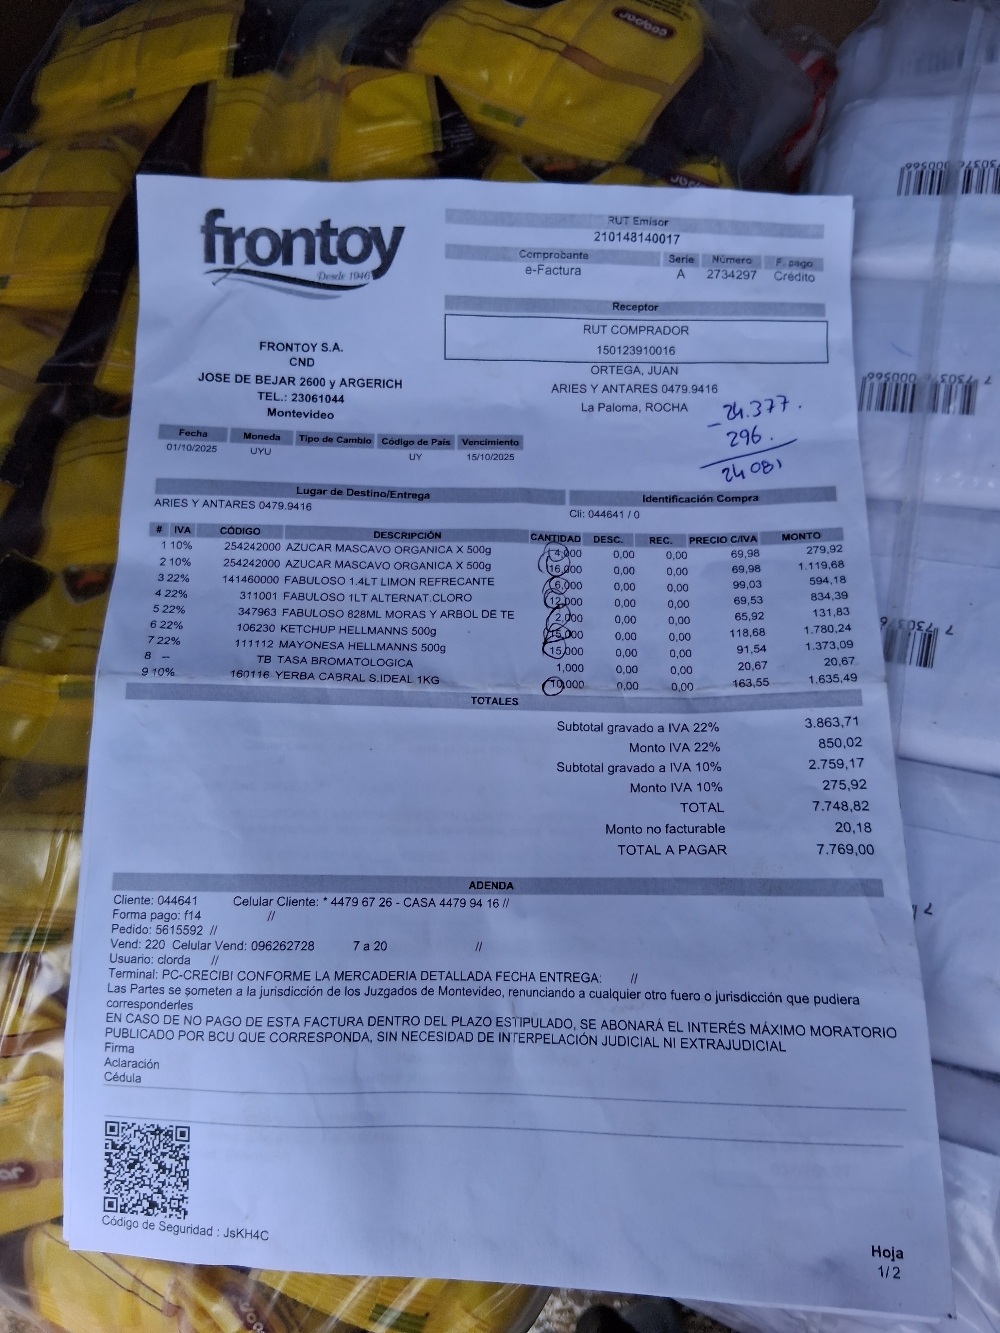 cocoar
frontoy
Desde 1946
RUT Emisor
210148140017
Comprobante Serie Número F. pago
e-Factura A 2734297 Crédito
Receptor
RUT COMPRADOR
150123910016
ORTEGA, JUAN
ARIES Y ANTARES 0479.9416
La Paloma, ROCHA
FRONTOY S.A.
CND
JOSE DE BEJAR 2600 y ARGERICH
TEL.: 23061044
Montevideo
- 24.377.
296.
24 081
Fecha Moneda Tipo de Cambio Código de País Vencimiento
01/10/2025 UYU UY 15/10/2025
Lugar de Destino/Entrega Identificación Compra
ARIES Y ANTARES 0479.9416 Cli: 044641 / 0
# IVA CÓDIGO DESCRIPCIÓN CANTIDAD DESC. REC. PRECIO C/IVA MONTO
1 10% 254242000 AZUCAR MASCAVO ORGANICA X 500g 4,000 0,00 0,00 69,98 279,92
2 10% 254242000 AZUCAR MASCAVO ORGANICA X 500g 16,000 0,00 0,00 69,98 1.119,68
3 22% 141460000 FABULOSO 1.4LT LIMON REFRECANTE 6,000 0,00 0,00 99,03 594,18
4 22% 311001 FABULOSO 1LT ALTERNAT.CLORO 12,000 0,00 0,00 69,53 834,39
5 22% 347963 FABULOSO 828ML MORAS Y ARBOL DE TE 2,000 0,00 0,00 65,92 131,83
6 22% 106230 KETCHUP HELLMANNS 500g 15,000 0,00 0,00 118,68 1.780,24
7 22% 111112 MAYONESA HELLMANNS 500g 15,000 0,00 0,00 91,54 1.373,09
8 – TB TASA BROMATOLOGICA 1,000 0,00 0,00 20,67 20,67
9 10% 160116 YERBA CABRAL S.IDEAL 1KG 10,000 0,00 0,00 163,55 1.635,49
TOTALES
Subtotal gravado a IVA 22% 3.863,71
Monto IVA 22% 850,02
Subtotal gravado a IVA 10% 2.759,17
Monto IVA 10% 275,92
TOTAL 7.748,82
Monto no facturable 20,18
TOTAL A PAGAR 7.769,00
ADENDA
Cliente: 044641 Celular Cliente: * 4479 67 26 - CASA 4479 94 16 //
Forma pago: f14 //
Pedido: 5615592 //
Vend: 220 Celular Vend: 096262728 7 a 20 //
Usuario: clorda //
Terminal: PC-CRECIBI CONFORME LA MERCADERIA DETALLADA FECHA ENTREGA: //
Las Partes se someten a la jurisdicción de los Juzgados de Montevideo, renunciando a cualquier otro fuero o jurisdicción que pudiera
corresponderles
EN CASO DE NO PAGO DE ESTA FACTURA DENTRO DEL PLAZO ESTIPULADO, SE ABONARÁ EL INTERÉS MÁXIMO MORATORIO
PUBLICADO POR BCU QUE CORRESPONDA, SIN NECESIDAD DE INTERPELACIÓN JUDICIAL NI EXTRAJUDICIAL
Firma
Aclaración
Cédula
Código de Seguridad : JsKH4C
Hoja
1/2